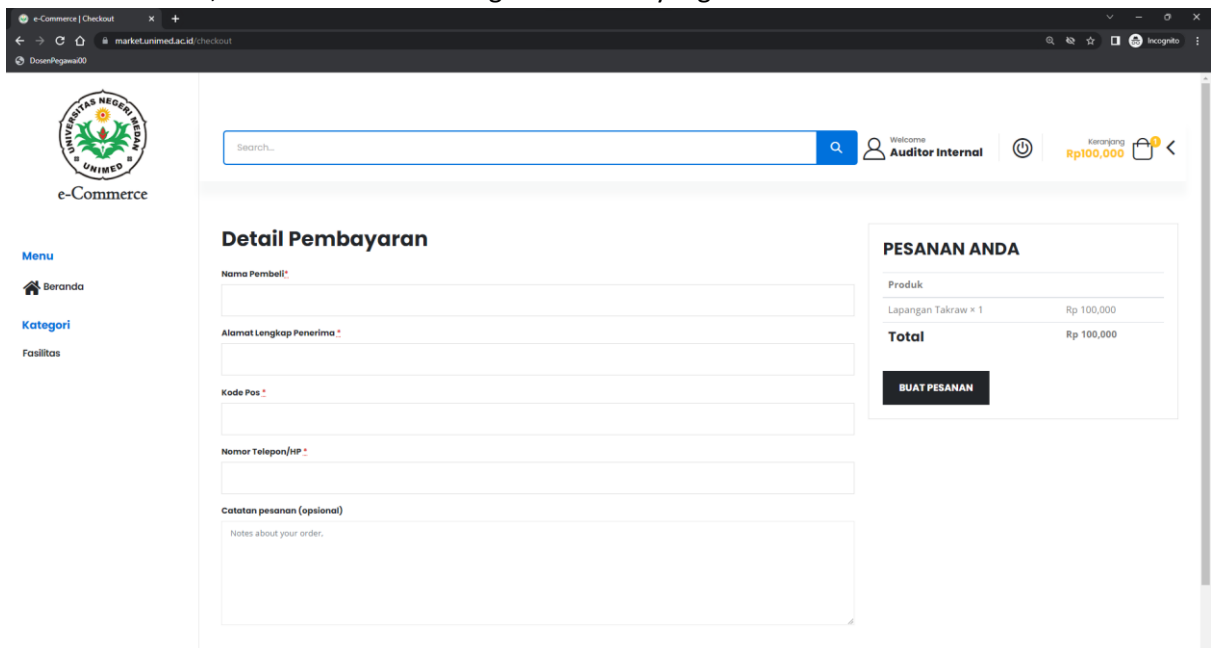 e-Commerce | Checkout
market.unimed.ac.id/checkout
Incognito
DosenPegawai00
UNIVERSITAS NEGERI MEDAN
UNIMED
e-Commerce
Search...
Welcome
Auditor Internal
Keranjang
Rp100,000
1
Menu
Beranda
Kategori
Fasilitas
Detail Pembayaran
Nama Pembeli*
Alamat Lengkap Penerima *
Kode Pos *
Nomor Telepon/HP *
Catatan pesanan (opsional)
Notes about your order,
PESANAN ANDA
Produk
Lapangan Takraw × 1 Rp 100,000
Total Rp 100,000
BUAT PESANAN